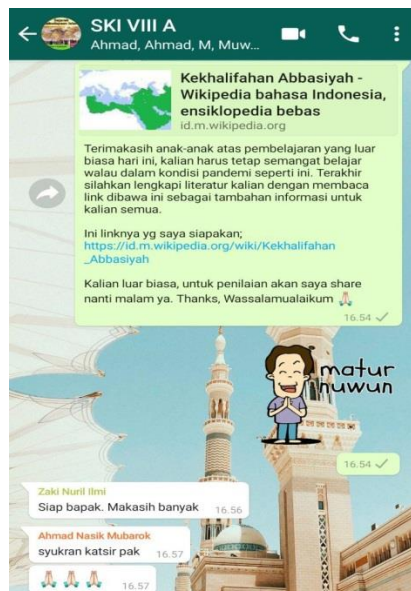 SKI VIII A
Ahmad, Ahmad, M, Muw...
Kekhalifahan Abbasiyah -
Wikipedia bahasa Indonesia,
ensiklopedia bebas
id.m.wikipedia.org
Terimakasih anak-anak atas pembelajaran yang luar
biasa hari ini, kalian harus tetap semangat belajar
walau dalam kondisi pandemi seperti ini. Terakhir
silahkan lengkapi literatur kalian dengan membaca
link dibawa ini sebagai tambahan informasi untuk
kalian semua.
Ini linknya yg saya siapakan;
https://id.m.wikipedia.org/wiki/Kekhalifahan
_Abbasiyah
Kalian luar biasa, untuk penilaian akan saya share
nanti malam ya. Thanks, Wassalamualaikum 🙏
16.54
matur
nuwun
16.54
Zaki Nuril Ilmi
Siap bapak. Makasih banyak 16.56
Ahmad Nasik Mubarok
syukran katsir pak 16.57
🙏 🙏 🙏 16.57